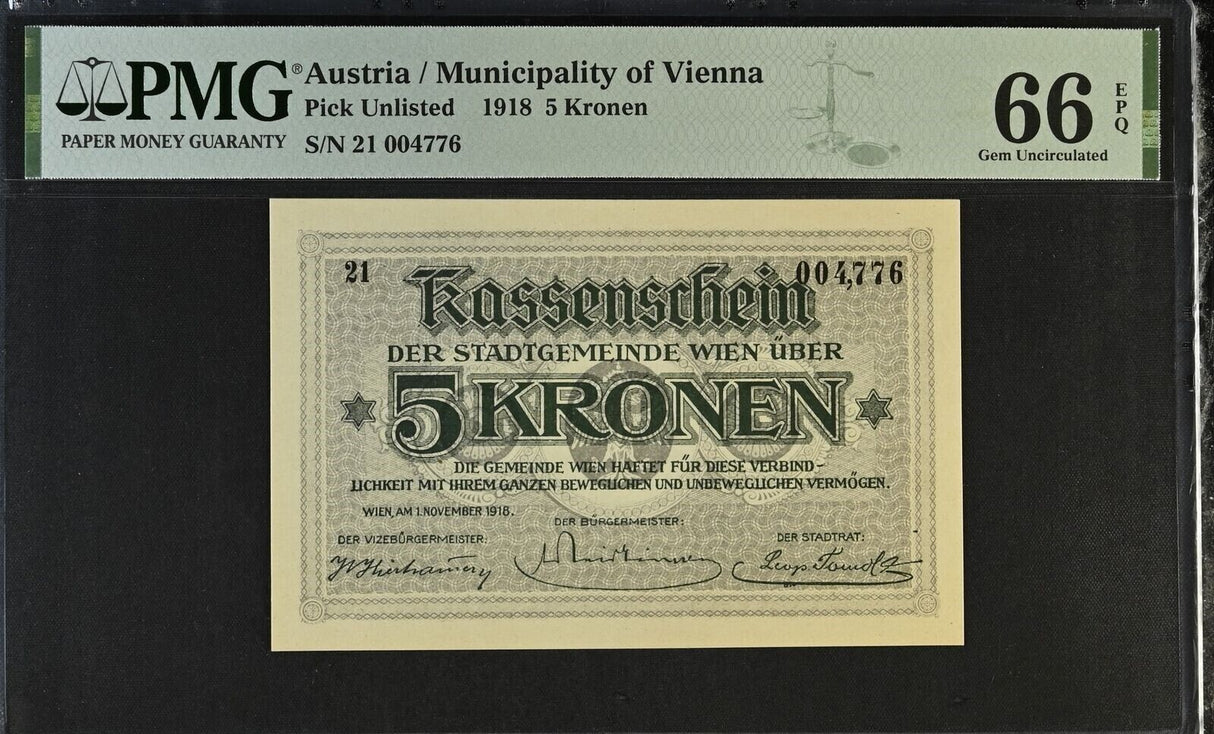 PMG®
PAPER MONEY GUARANTY
Austria / Municipality of Vienna
Pick Unlisted 1918 5 Kronen
S/N 21 004776
66 EPQ
Gem Uncirculated
21 004,776
Kassenschein
DER STADTGEMEINDE WIEN ÜBER
5 KRONEN
DIE GEMEINDE WIEN HAFTET FÜR DIESE VERBIND-
LICHKEIT MIT IHREM GANZEN BEWEGLICHEN UND UNBEWEGLICHEN VERMÖGEN.
WIEN, AM 1. NOVEMBER 1918.
DER BÜRGERMEISTER:
DER VIZEBÜRGERMEISTER:
DER STADTRAT: